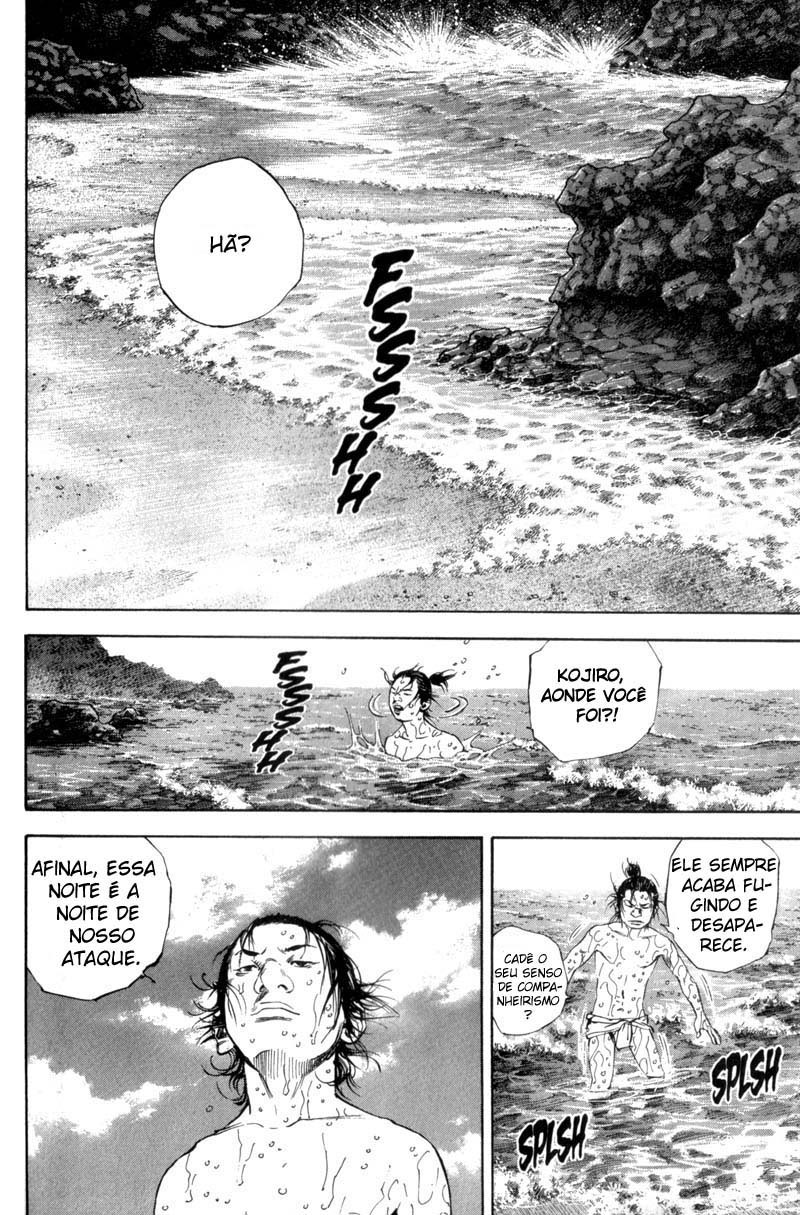 HÃ?
FSSSHH
KOJIRO,
AONDE VOCÊ
FOI?!
FSSSHH
ELE SEMPRE
ACABA FU-
GINDO E
DESAPA-
RECE.
CADÊ O
SEU SENSO
DE COMPA-
NHEIRISMO
?
SPLSH
SPLSH
AFINAL, ESSA
NOITE É A
NOITE DE
NOSSO
ATAQUE.